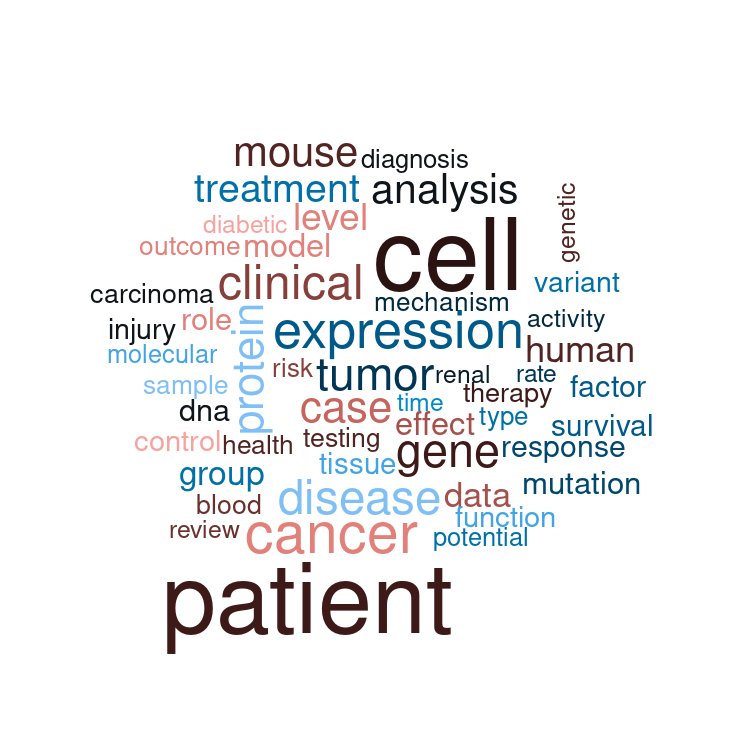 mouse
diagnosis
treatment
analysis
genetic
diabetic
level
outcome
model
cell
clinical
variant
carcinoma
mechanism
injury
role
protein
expression
activity
molecular
human
risk
tumor
renal
rate
sample
therapy
factor
dna
case
time
effect
type
survival
control
health
testing
gene
response
group
tissue
disease
data
mutation
blood
function
review
cancer
potential
patient